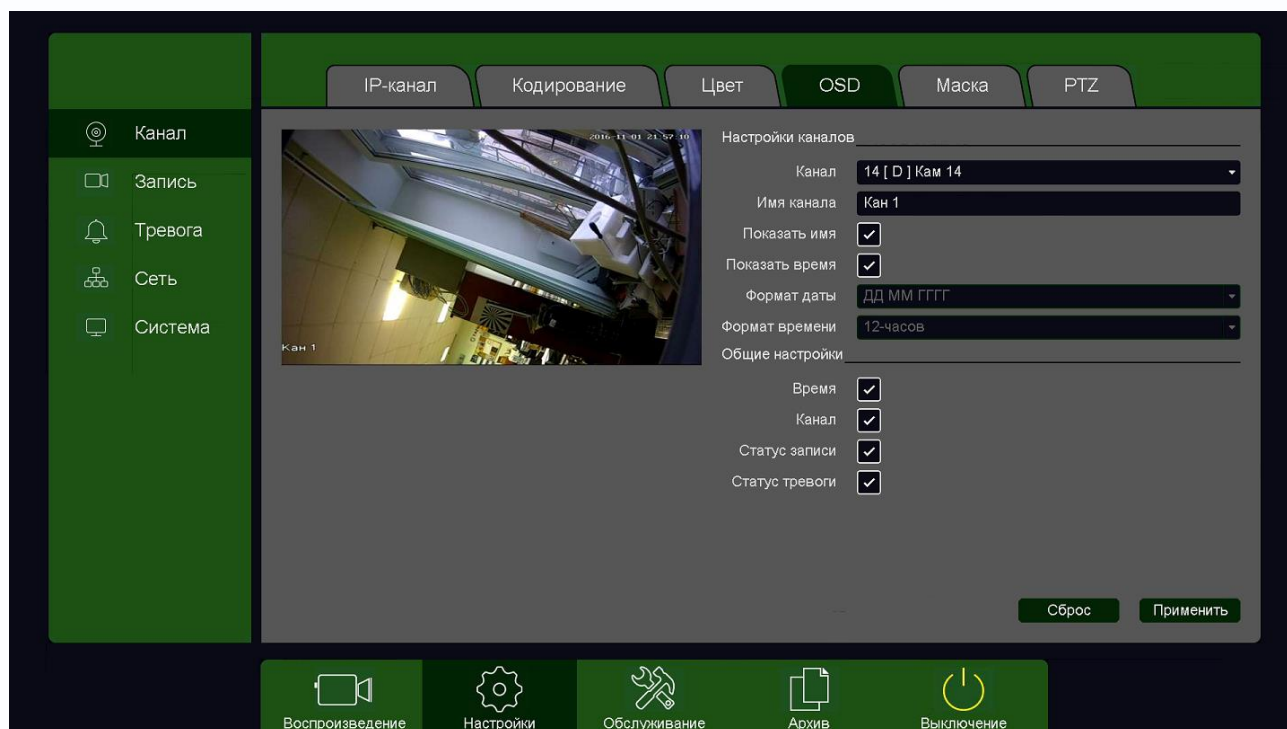 IP-канал Кодирование Цвет OSD Маска PTZ
Канал
Запись
Тревога
Сеть
Система
2016-11-01 21:57:10
Кан 1
Настройки каналов
Канал 14 [ D ] Кам 14
Имя канала Кан 1
Показать имя
Показать время
Формат даты ДД ММ ГГГГ
Формат времени 12-часов
Общие настройки
Время
Канал
Статус записи
Статус тревоги
Сброс Применить
Воспроизведение Настройки Обслуживание Архив Выключение